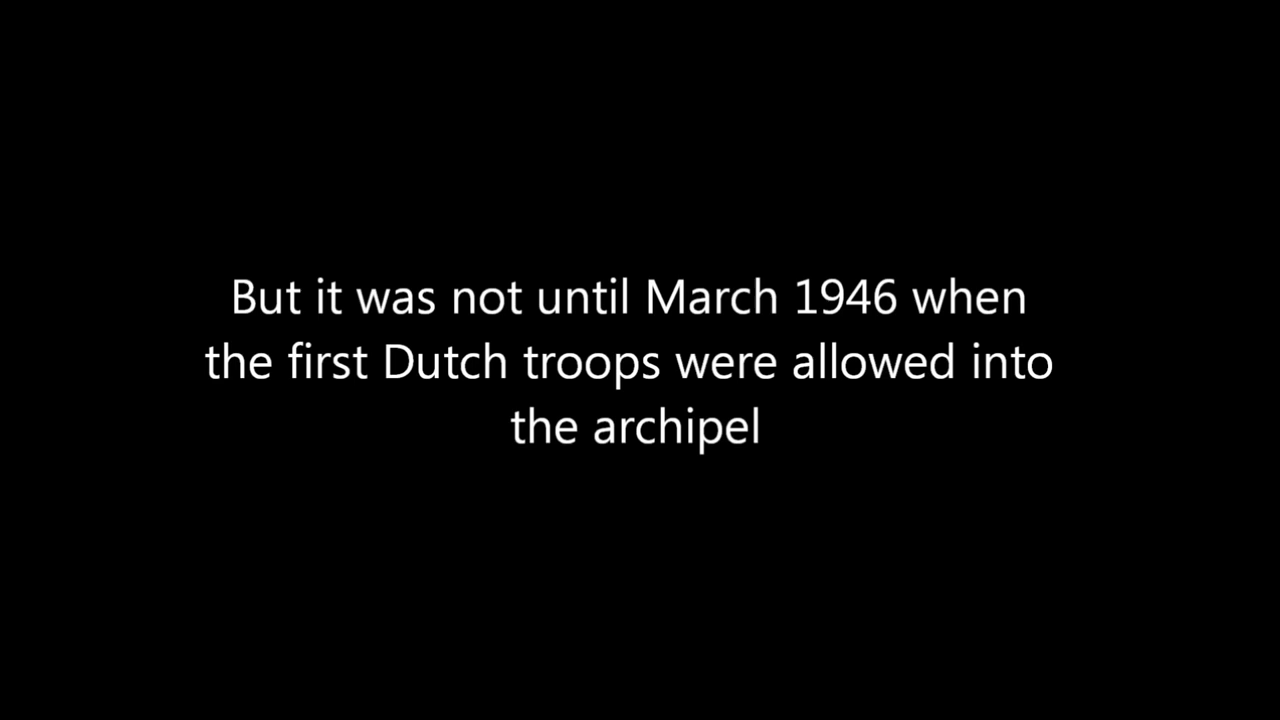 But it was not until March 1946 when
the first Dutch troops were allowed into
the archipel